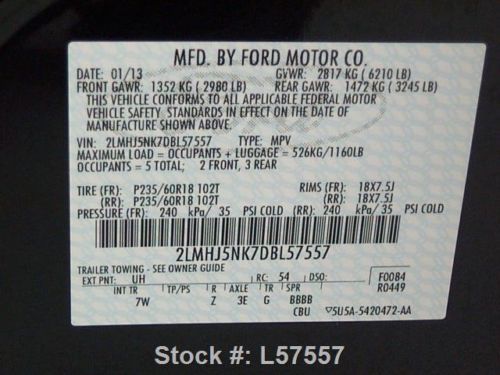 MFD. BY FORD MOTOR CO.
DATE: 01/13 GVWR: 2817 KG ( 6210 LB)
FRONT GAWR: 1352 KG ( 2980 LB) REAR GAWR: 1472 KG ( 3245 LB)
THIS VEHICLE CONFORMS TO ALL APPLICABLE FEDERAL MOTOR
VEHICLE SAFETY STANDARDS IN EFFECT ON THE DATE OF
MANUFACTURE SHOWN ABOVE.
VIN: 2LMHJ5NK7DBL57557 TYPE: MPV
MAXIMUM LOAD = OCCUPANTS + LUGGAGE = 526KG/1160LB
OCCUPANTS = 5 TOTAL; 2 FRONT, 3 REAR
TIRE (FR): P235/60R18 102T RIMS (FR): 18X7.5J
(RR): P235/60R18 102T (RR): 18X7.5J
PRESSURE (FR): 240 kPa/ 35 PSI COLD (RR): 240 kPa/ 35 PSI COLD
2LMHJ5NK7DBL57557
TRAILER TOWING - SEE OWNER GUIDE
EXT PNT: UH RC: 54 DSO: F0084
INT TR TP/PS R AXLE TR SPR R0449
7W Z 3E G BBBB
CBU 5U5A-5420472-AA
Stock #: L57557